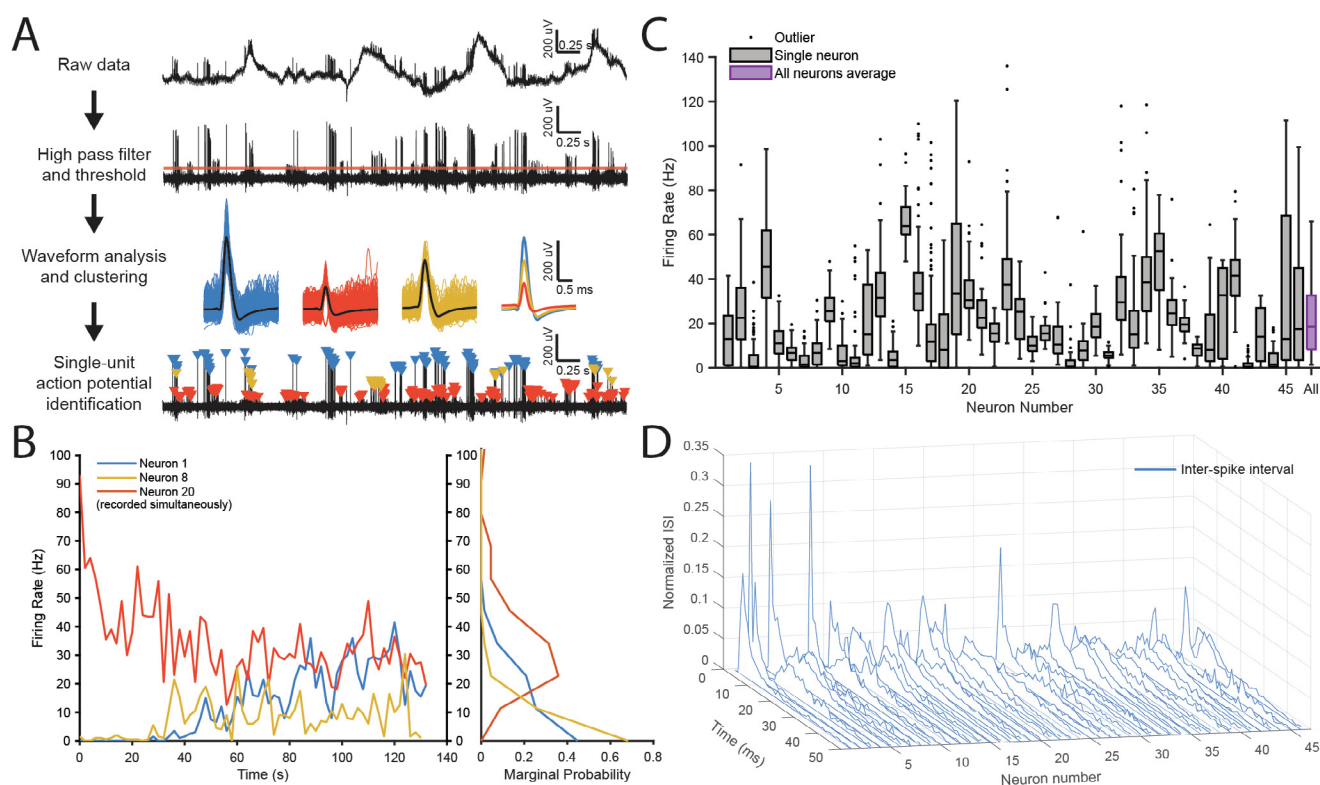 A
Raw data
200 uV
0.25 s
High pass filter
and threshold
200 uV
0.25 s
Waveform analysis
and clustering
200 uV
0.5 ms
Single-unit
action potential
identification
200 uV
0.25 s
B
Neuron 1
Neuron 8
Neuron 20
(recorded simultaneously)
Firing Rate (Hz)
100
90
80
70
60
50
40
30
20
10
0
0 20 40 60 80 100 120 140
Time (s)
100
90
80
70
60
50
40
30
20
10
0
0 0.2 0.4 0.6 0.8
Marginal Probability
C
Outlier
Single neuron
All neurons average
Firing Rate (Hz)
140
120
100
80
60
40
20
0
5 10 15 20 25 30 35 40 45 All
Neuron Number
D
Inter-spike interval
Normalized ISI
0.35
0.3
0.25
0.2
0.15
0.1
0.05
0
0
10
20
30
40
50
Time (ms)
5 10 15 20 25 30 35 40 45
Neuron number